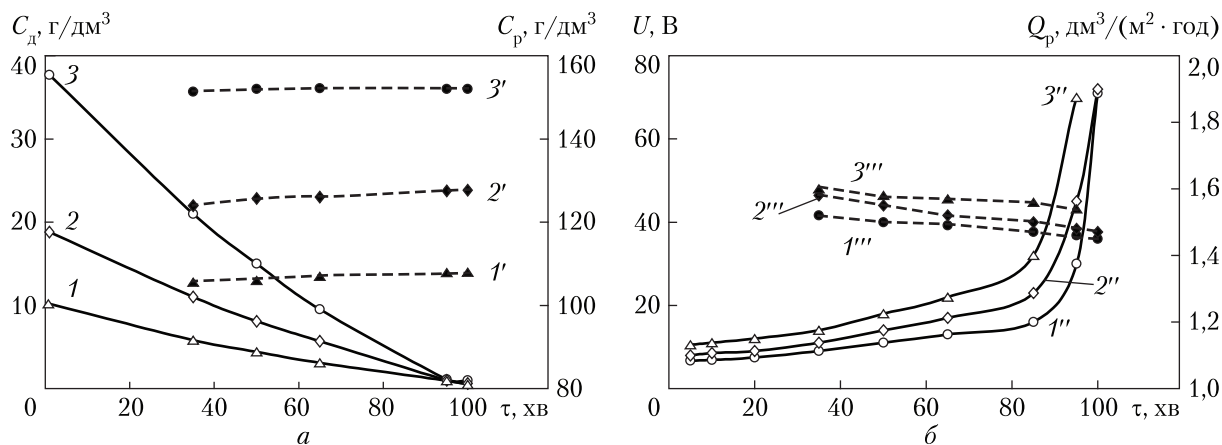 C_д, г/дм³ C_р, г/дм³ U, В Q_р, дм³/(м² · год)
40 160 80 2,0
3 3′ 3″ 1,9
30 140 60 1,8
3‴
2′ 2‴ 1,6
20 120 40
2 1‴
1 1′ 1,4
10 100 20 2″
1″ 1,2
0 20 40 60 80 100 τ, хв 80 0 20 40 60 80 100 τ, хв 1,0
а б